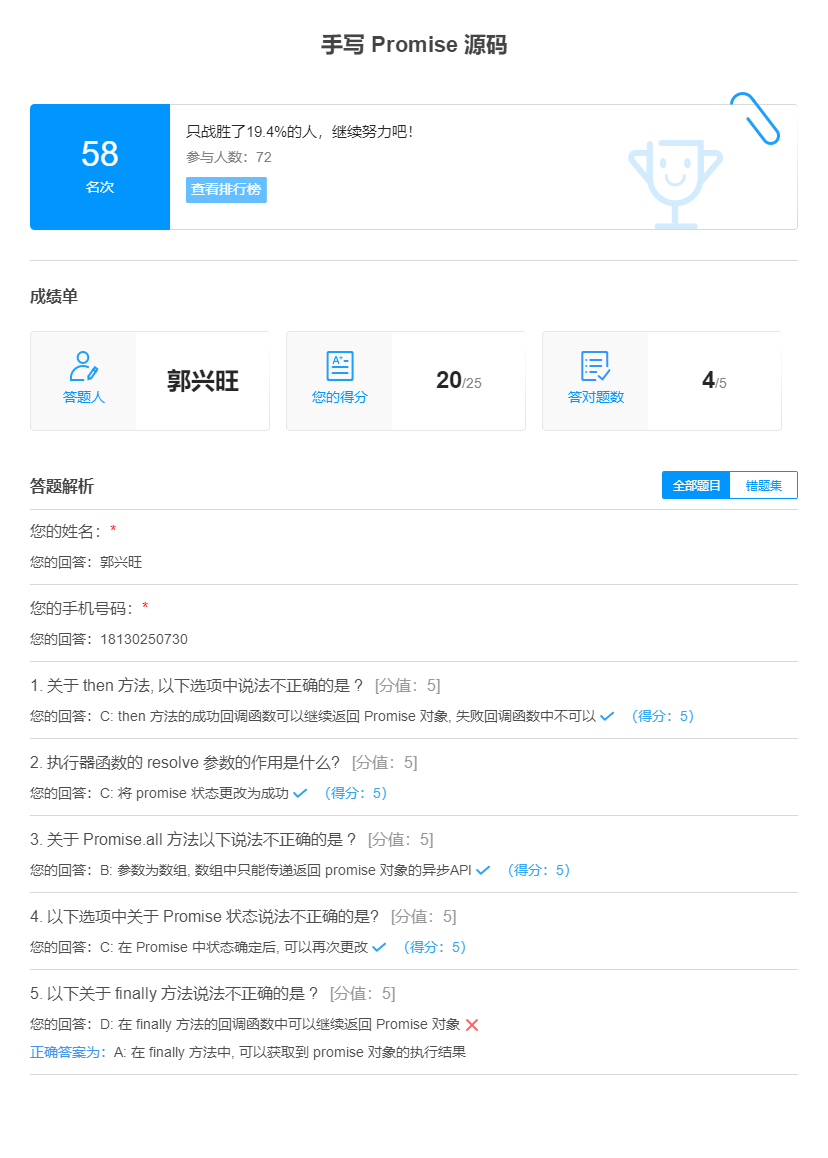 手写 Promise 源码
58
名次
只战胜了19.4%的人，继续努力吧！
参与人数：72
查看排行榜
成绩单
答题人
郭兴旺
A+-
您的得分
20/25
答对题数
4/5
答题解析
全部题目
错题集
您的姓名：*
您的回答：郭兴旺
您的手机号码：*
您的回答：18130250730
1. 关于 then 方法, 以下选项中说法不正确的是？ [分值：5]
您的回答：C: then 方法的成功回调函数可以继续返回 Promise 对象, 失败回调函数中不可以 （得分：5）
2. 执行器函数的 resolve 参数的作用是什么? [分值：5]
您的回答：C: 将 promise 状态更改为成功 （得分：5）
3. 关于 Promise.all 方法以下说法不正确的是？ [分值：5]
您的回答：B: 参数为数组, 数组中只能传递返回 promise 对象的异步API （得分：5）
4. 以下选项中关于 Promise 状态说法不正确的是? [分值：5]
您的回答：C: 在 Promise 中状态确定后, 可以再次更改 （得分：5）
5. 以下关于 finally 方法说法不正确的是？ [分值：5]
您的回答：D: 在 finally 方法的回调函数中可以继续返回 Promise 对象
正确答案为：A: 在 finally 方法中, 可以获取到 promise 对象的执行结果